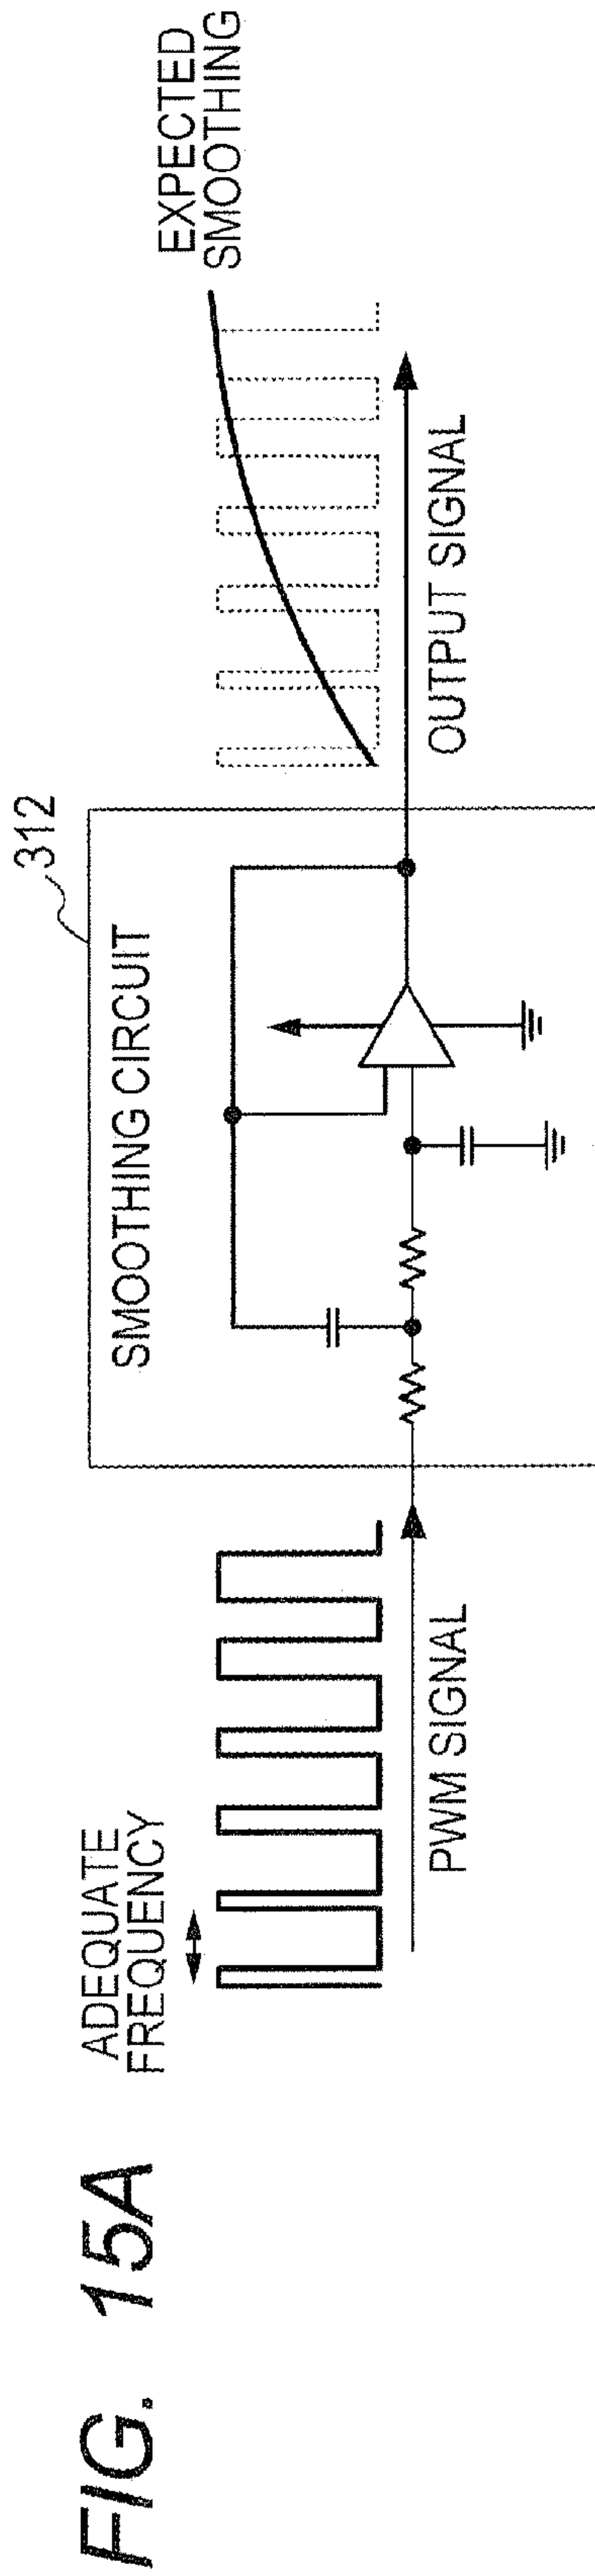 FIG. 15A
ADEQUATE
FREQUENCY
PWM SIGNAL
312
SMOOTHING CIRCUIT
OUTPUT SIGNAL
EXPECTED
SMOOTHING